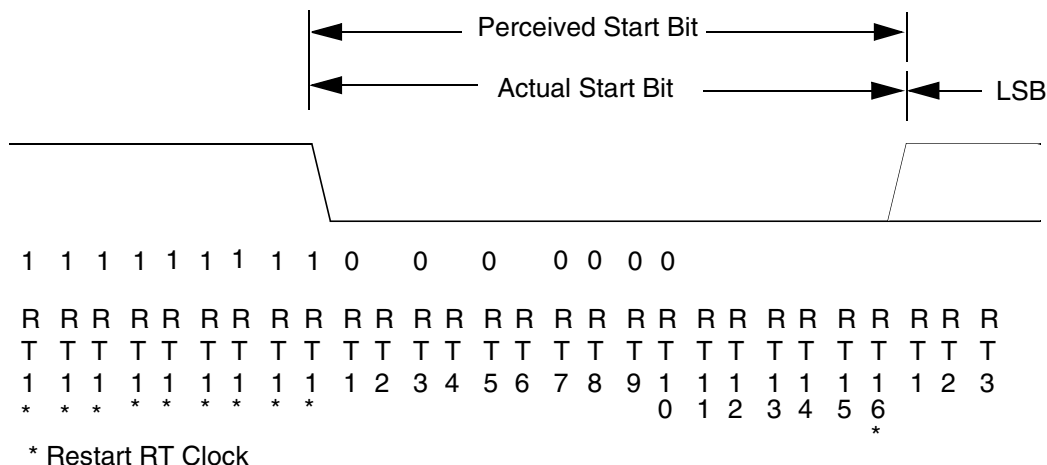 Perceived Start Bit
Actual Start Bit LSB
1 1 1 1 1 1 1 1 1 0 0 0 0 0 0 0
R R R R R R R R R R R R R R R R R R R R R R R R R R R R
T T T T T T T T T T T T T T T T T T T T T T T T T T T T
1 1 1 1 1 1 1 1 1 1 2 3 4 5 6 7 8 9 1 1 1 1 1 1 1 1 2 3
* * * * * * * * * 0 1 2 3 4 5 6
*
* Restart RT Clock